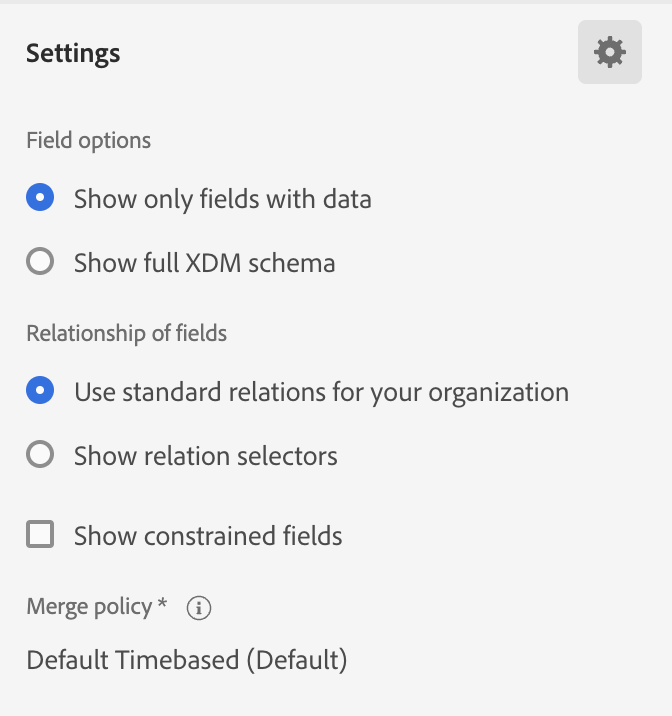 Settings
Field options
Show only fields with data
Show full XDM schema
Relationship of fields
Use standard relations for your organization
Show relation selectors
Show constrained fields
Merge policy *
Default Timebased (Default)